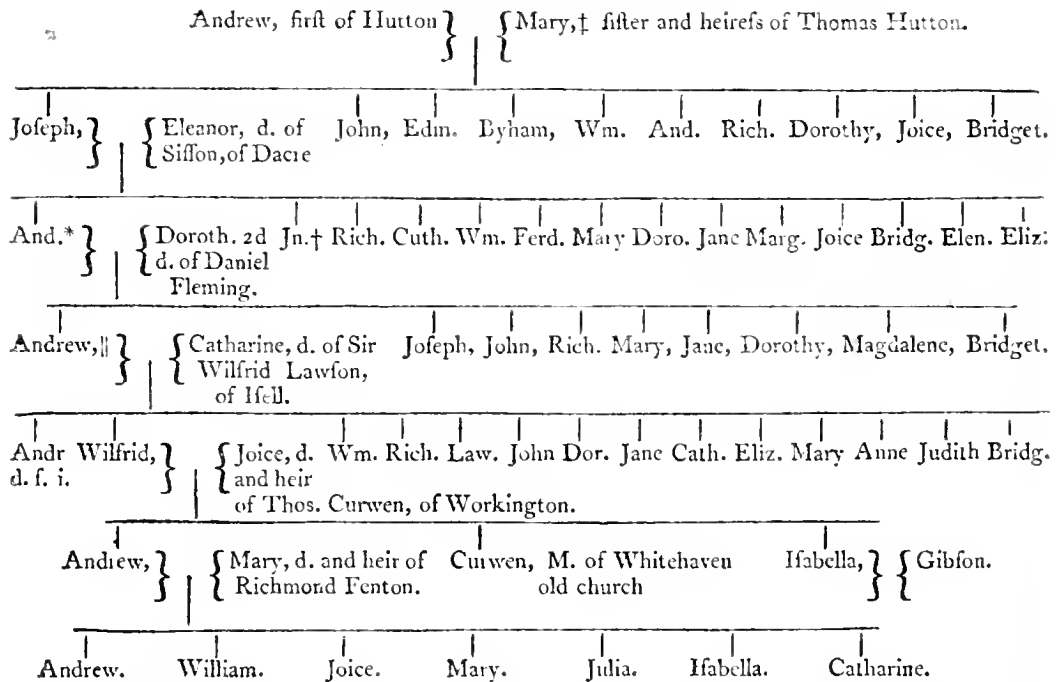 Andrew, firſt of Hutton } { Mary,‡ ſiſter and heireſs of Thomas Hutton.
Joſeph, } { Eleanor, d. of John, Edm. Byham, Wm. And. Rich. Dorothy, Joice, Bridget.
Siſſon, of Dacre
And.* } { Doroth. 2d Jn.† Rich. Cuth. Wm. Ferd. Mary Doro. Jane Marg. Joice Bridg. Elen. Eliz:
d. of Daniel
Fleming.
Andrew,|| } { Catharine, d. of Sir Joſeph, John, Rich. Mary, Jane, Dorothy, Magdalene, Bridget.
Wilfrid Lawſon,
of Iſell.
Andr Wilfrid, } { Joice, d. Wm. Rich. Law. John Dor. Jane Cath. Eliz. Mary Anne Judith Bridg.
d. ſ. i. and heir
of Thos. Curwen, of Workington.
Andrew, } { Mary, d. and heir of Curwen, M. of Whitehaven Iſabella, } { Gibſon.
Richmond Fenton. old church
Andrew. William. Joice. Mary. Julia. Iſabella. Catharine.